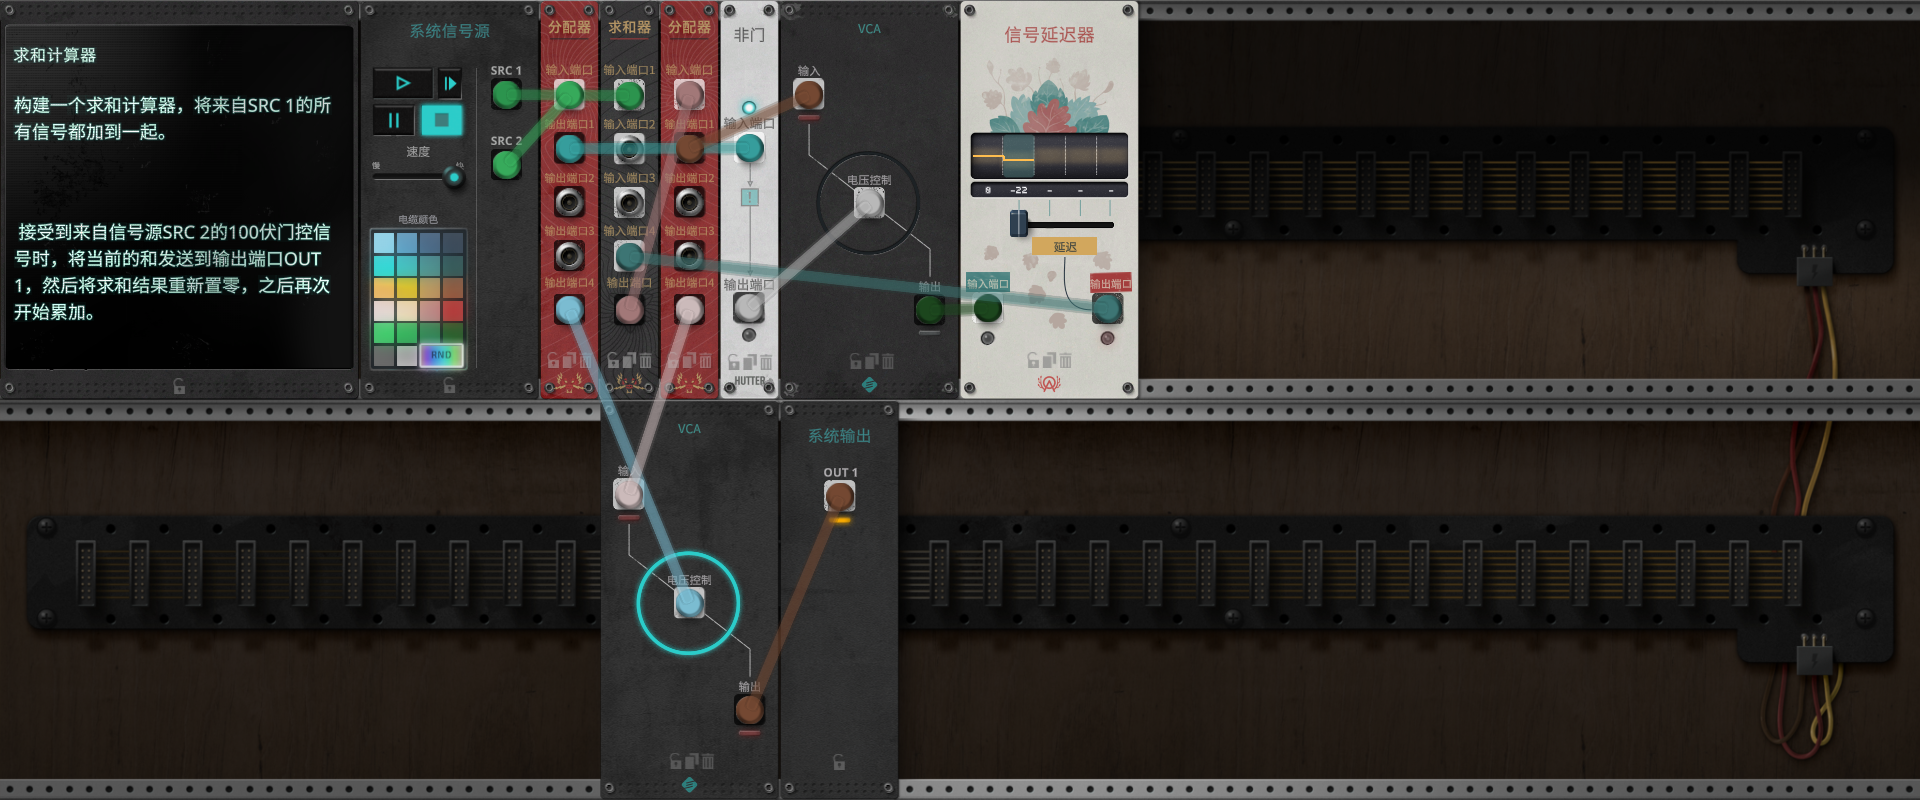 求和计算器
构建一个求和计算器，将来自SRC 1的所
有信号都加到一起。
接受到来自信号源SRC 2的100伏门控信
号时，将当前的和发送到输出端口OUT
1，然后将求和结果重新置零，之后再次
开始累加。
系统信号源
SRC 1
SRC 2
速度
慢
快
电缆颜色
RND
分配器
输入端口
输出端口1
输出端口2
输出端口3
输出端口4
求和器
输入端口1
输入端口2
输入端口3
输入端口4
输出端口
分配器
输入端口
输出端口1
输出端口2
输出端口3
输出端口4
非门
输入端口
!
输出端口
HUTTER
VCA
输入
电压控制
输出
信号延迟器
0 -22 - - -
延迟
输入端口
输出端口
VCA
输入
电压控制
输出
系统输出
OUT 1